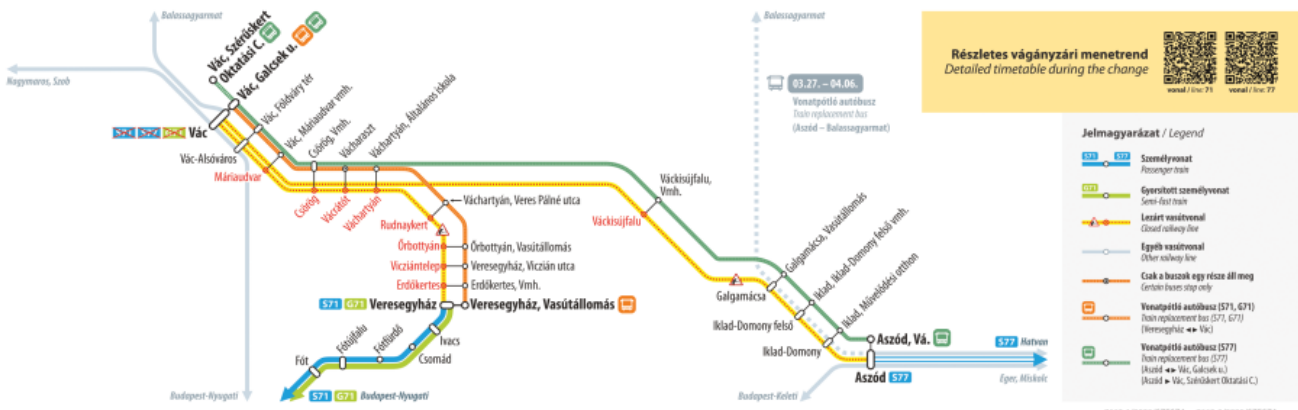 Balassagyarmat
Nagymaros, Szob
Vác, Szérűskert
Oktatási C.
Vác, Galcsek u.
Vác, Földváry tér
Vác, Máriaudvar vmh.
Csörög, Vmh.
Vácharaszt
Váchartyán, Általános iskola
S71 S77 G71 Vác
Vác-Alsóváros
Máriaudvar
Csörög
Vácrátót
Váchartyán
Váchartyán, Veres Pálné utca
Rudnaykert
Őrbottyán
Őrbottyán, Vasútállomás
Vicziántelep
Veresegyház, Viczián utca
Erdőkertes
Erdőkertes, Vmh.
S71 G71 Veresegyház
Veresegyház, Vasútállomás
Ivacs
Csomád
Fótfürdő
Fótújfalu
Fót
S71 G71 Budapest-Nyugati
Budapest-Nyugati
Balassagyarmat
03.27. – 04.06.
Vonatpótló autóbusz
Train replacement bus
(Aszód – Balassagyarmat)
Váckisújfalu,
Vmh.
Váckisújfalu
Galgamácsa, Vasútállomás
Galgamácsa
Iklad, Iklad-Domony felső vmh.
Iklad-Domony felső
Iklad, Művelődési otthon
Iklad-Domony
Aszód, Vá.
Aszód S77
S77 Hatvan
Eger, Miskolc
Budapest-Keleti
Részletes vágányzári menetrend
Detailed timetable during the change
vonal / line: 71
vonal / line: 77
Jelmagyarázat / Legend
S71 S77
Személyvonat
Passenger train
G71
Gyorsított személyvonat
Semi-fast train
Lezárt vasútvonal
Closed railway line
Egyéb vasútvonal
Other railway line
Csak a buszok egy része áll meg
Certain buses stop only
Vonatpótló autóbusz (S71, G71)
Train replacement bus (S71, G71)
(Veresegyház ◄► Vác)
Vonatpótló autóbusz (S77)
Train replacement bus (S77)
(Aszód ◄► Vác, Galcsek u.)
(Aszód ► Vác, Szérűskert Oktatási C.)